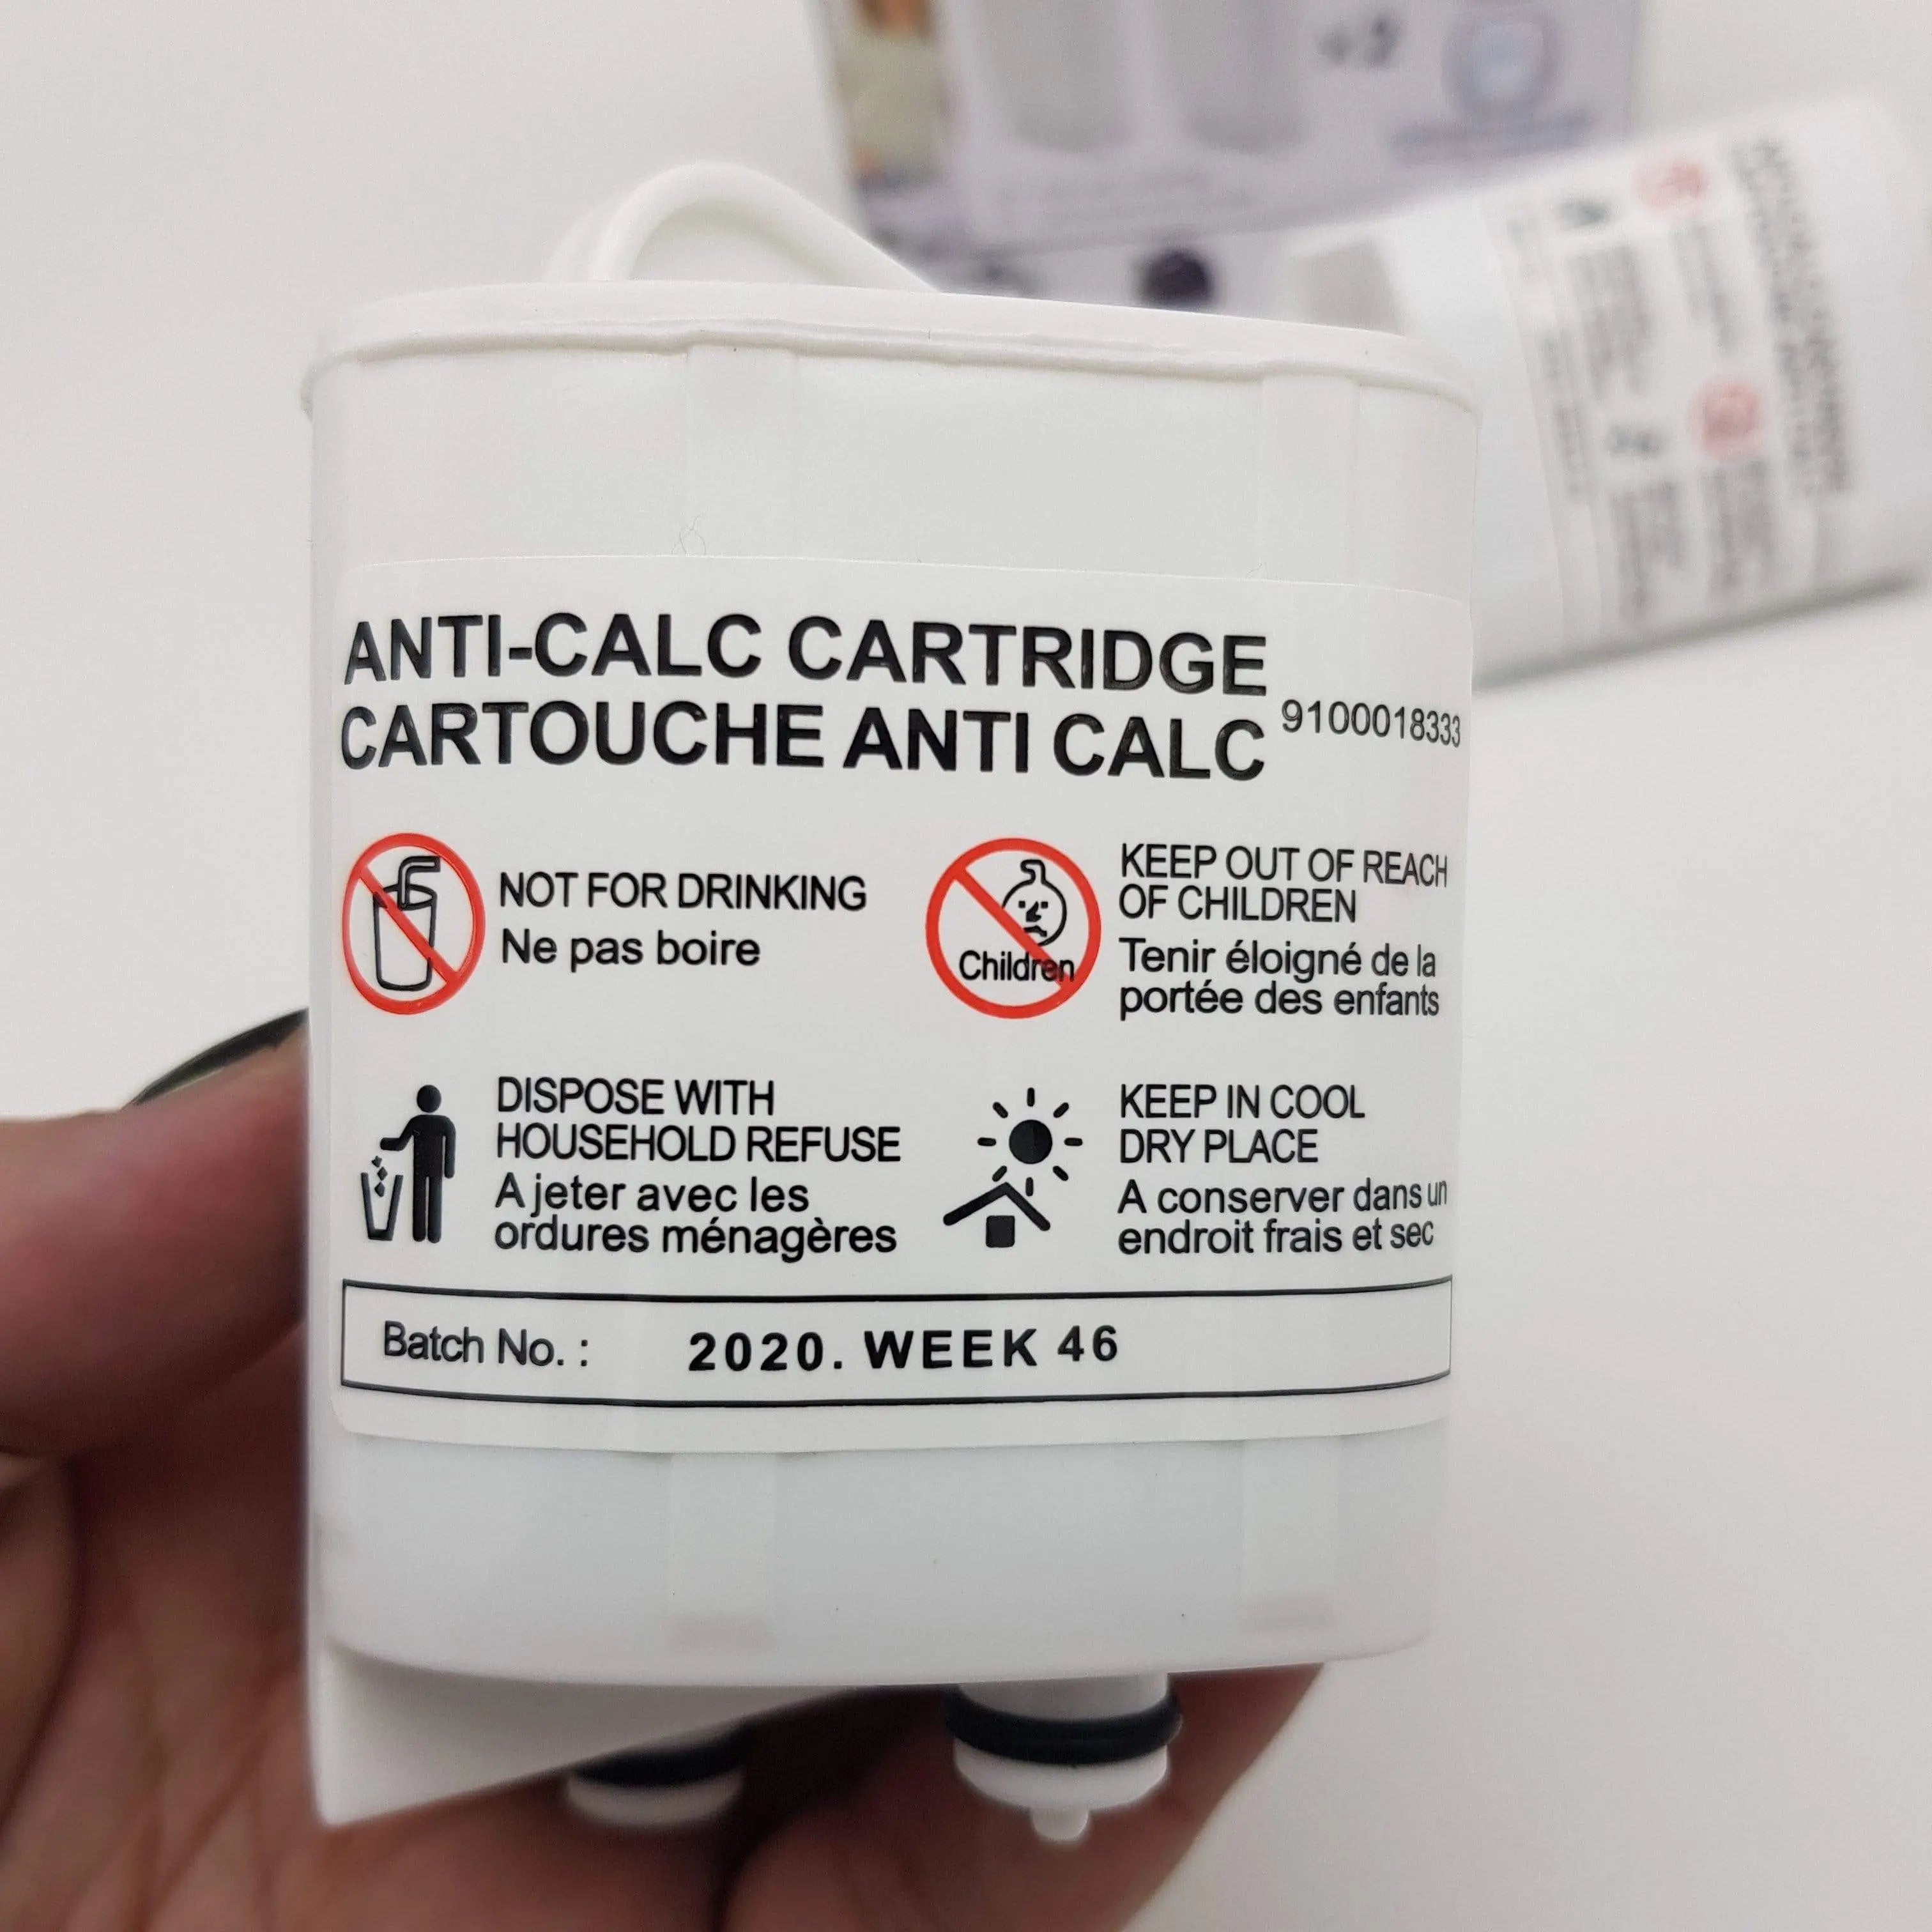 ANTI-CALC CARTRIDGE
CARTOUCHE ANTI CALC 9100018333
NOT FOR DRINKING
Ne pas boire
Children
KEEP OUT OF REACH
OF CHILDREN
Tenir éloigné de la
portée des enfants
DISPOSE WITH
HOUSEHOLD REFUSE
A jeter avec les
ordures ménagères
KEEP IN COOL
DRY PLACE
A conserver dans un
endroit frais et sec
Batch No. : 2020. WEEK 46